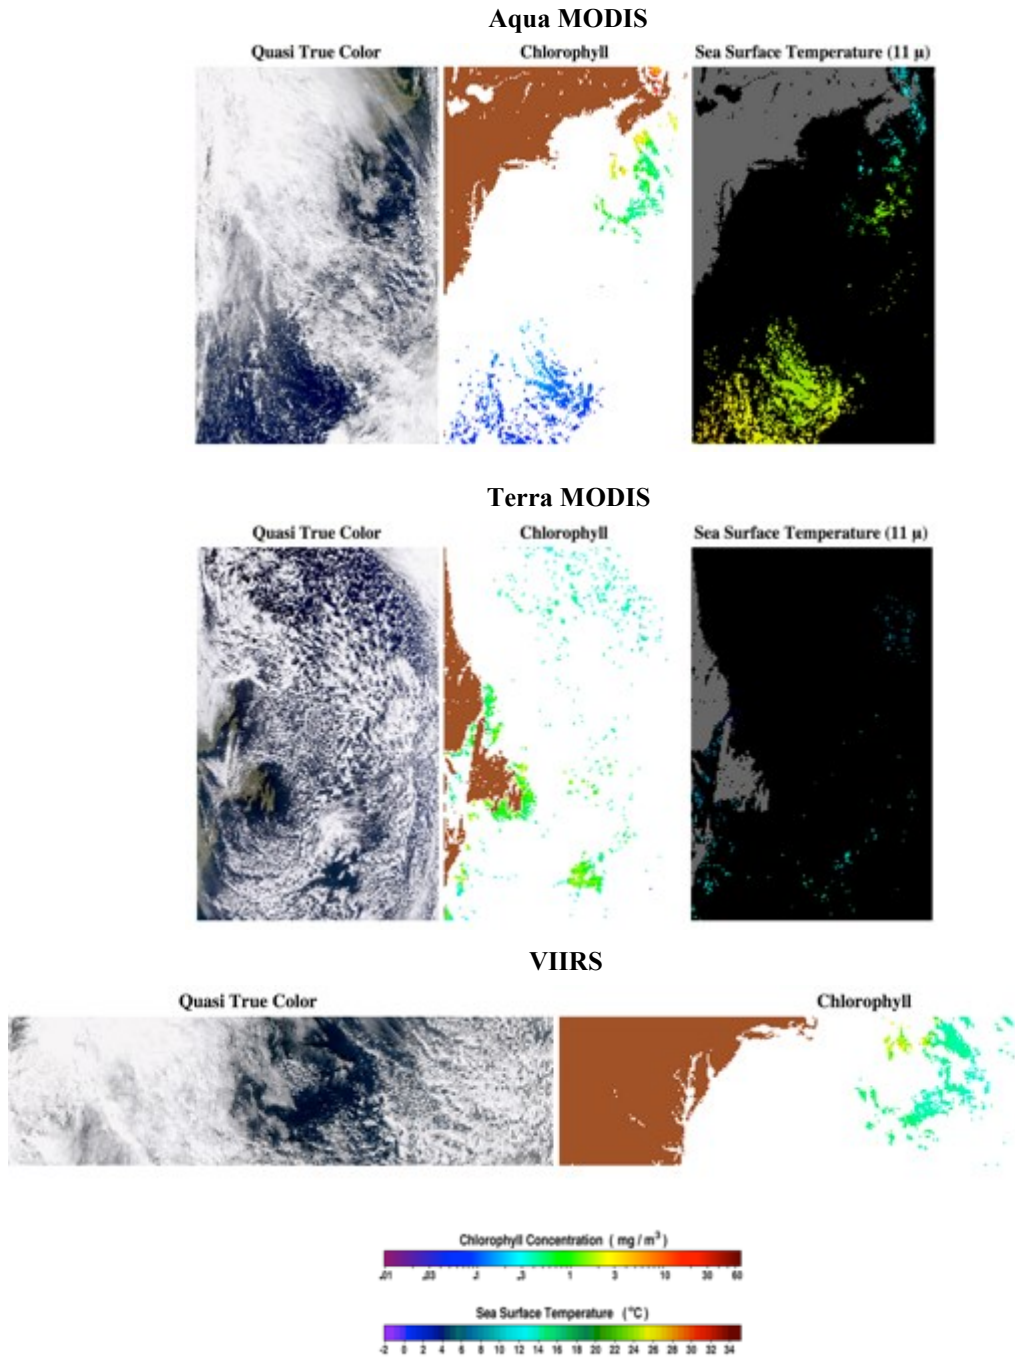 Aqua MODIS
Quasi True Color Chlorophyll Sea Surface Temperature (11 µ)
Terra MODIS
Quasi True Color Chlorophyll Sea Surface Temperature (11 µ)
VIIRS
Quasi True Color Chlorophyll
Chlorophyll Concentration ( mg / m³ )
.01 .03 .1 .3 1 3 10 30 60
Sea Surface Temperature (°C)
-2 0 2 4 6 8 10 12 14 16 18 20 22 24 26 28 30 32 34